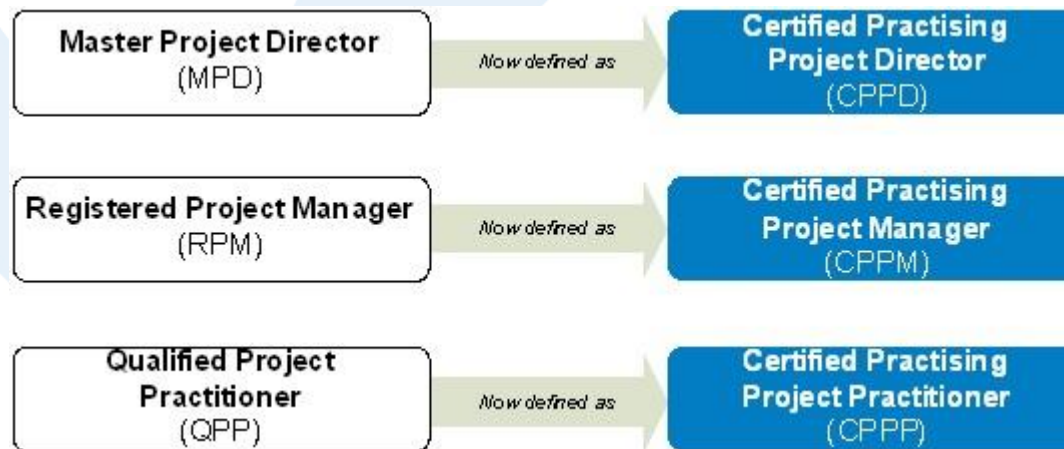 Master Project Director
(MPD)
Now defined as
Certified Practising
Project Director
(CPPD)
Registered Project Manager
(RPM)
Now defined as
Certified Practising
Project Manager
(CPPM)
Qualified Project
Practitioner
(QPP)
Now defined as
Certified Practising
Project Practitioner
(CPPP)